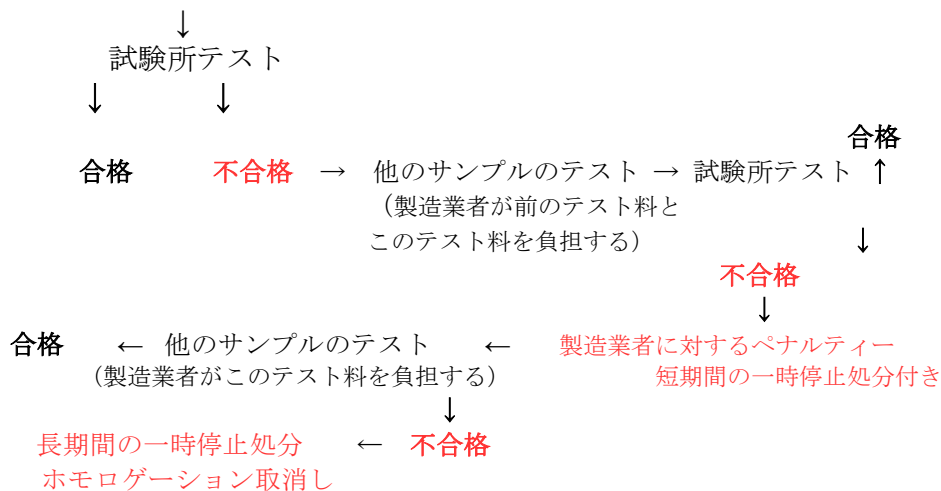 ↓
試験所テスト
↓ ↓
合格
合格 不合格 → 他のサンプルのテスト → 試験所テスト ↑
（製造業者が前のテスト料と
このテスト料を負担する） ↓
不合格
↓
合格 ← 他のサンプルのテスト ← 製造業者に対するペナルティー
（製造業者がこのテスト料を負担する） 短期間の一時停止処分付き
↓
長期間の一時停止処分 ← 不合格
ホモロゲーション取消し